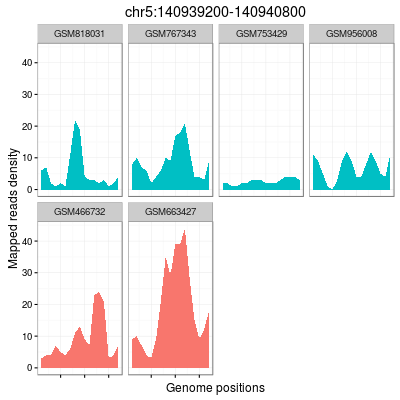 chr5:140939200-140940800
GSM818031 GSM767343 GSM753429 GSM956008
40
30
20
10
0
GSM466732 GSM663427
40
30
20
10
0
Mapped reads density
Genome positions